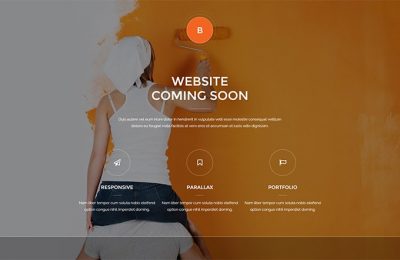 B
WEBSITE
COMING SOON
Duis autem vel eum iriure dolor in hendrerit in vulputate velit esse molestie consequat vel illum
dolore eu feugiat nulla facilisis at vero eros et accumsan et iusto odio dignissim.
RESPONSIVE
Nam liber tempor cum soluta nobis eleifend
option congue nihil imperdiet doming.
PARALLAX
Nam liber tempor cum soluta nobis eleifend
option congue nihil imperdiet doming.
PORTFOLIO
Nam liber tempor cum soluta nobis eleifend
option congue nihil imperdiet doming.